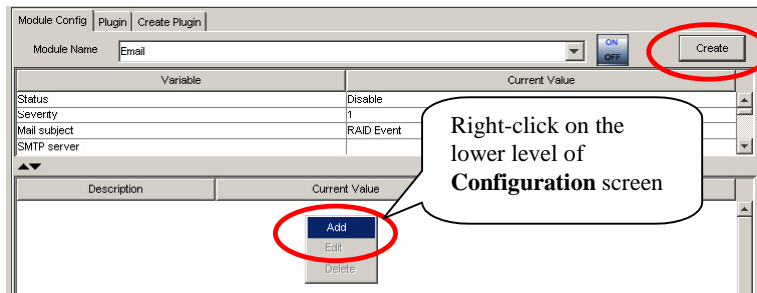 Module Config Plugin Create Plugin
Module Name Email ON OFF Create
Variable Current Value
Status Disable
Severity 1
Mail subject RAID Event
SMTP server
Right-click on the
lower level of
Configuration screen
Description Current Value
Add
Edit
Delete